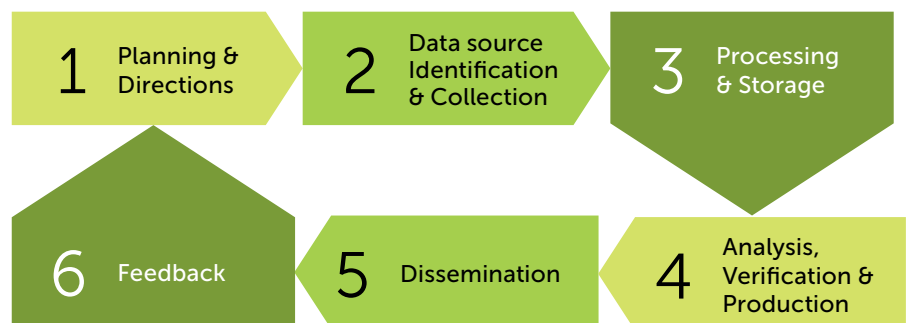 1
Planning &
Directions
2
Data source
Identification
& Collection
3
Processing
& Storage
4
Analysis,
Verification &
Production
5
Dissemination
6
Feedback